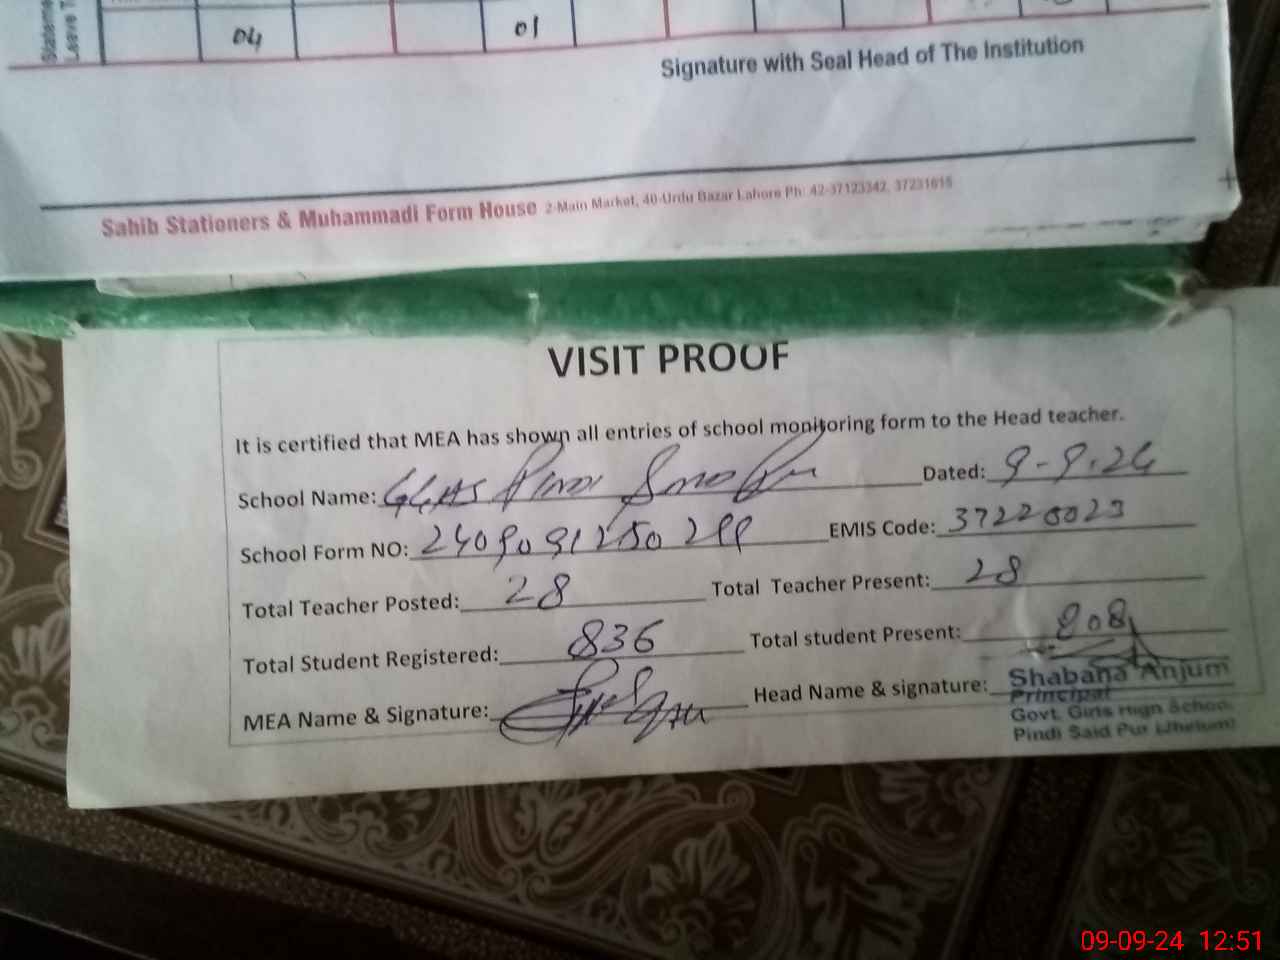 Leave T
04 01
Signature with Seal Head of The Institution
Sahib Stationers & Muhammadi Form House 2-Main Market, 40-Urdu Bazar Lahore Ph: 42-37123342, 37231615
VISIT PROOF
It is certified that MEA has shown all entries of school monitoring form to the Head teacher.
School Name: GGHS Pindi Dated: 9-9-24
School Form NO: EMIS Code: 37220023
Total Teacher Posted: 28 Total Teacher Present: 28
Total Student Registered: 836 Total student Present: 808
MEA Name & Signature: Head Name & signature:
Shabana Anjum
Principal
Govt. Girls High School
Pindi Said Pur (Jhelum)
09-09-24 12:51